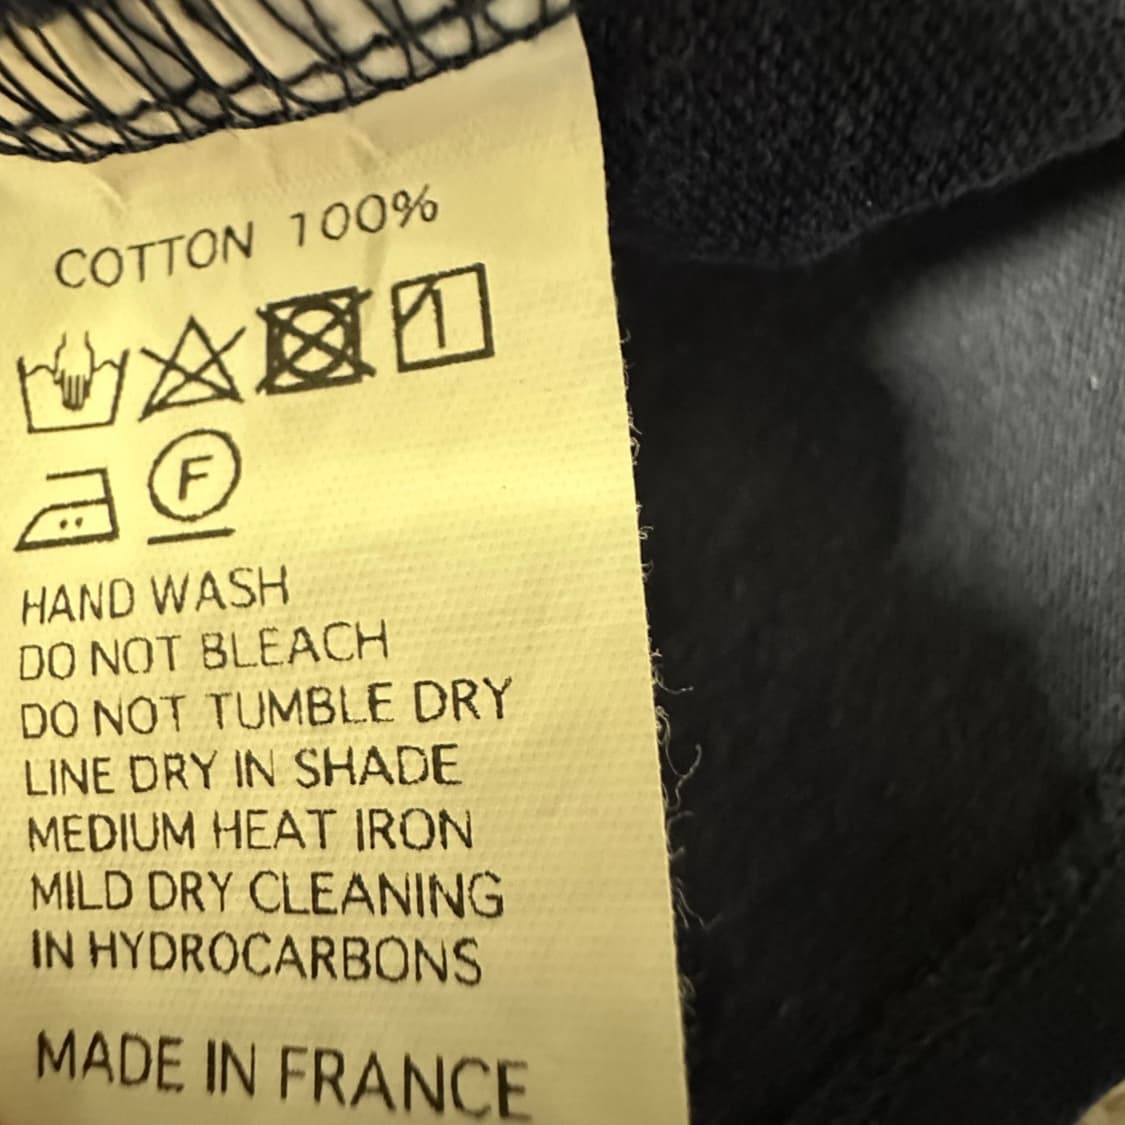 COTTON 100%
F
HAND WASH
DO NOT BLEACH
DO NOT TUMBLE DRY
LINE DRY IN SHADE
MEDIUM HEAT IRON
MILD DRY CLEANING
IN HYDROCARBONS
MADE IN FRANCE